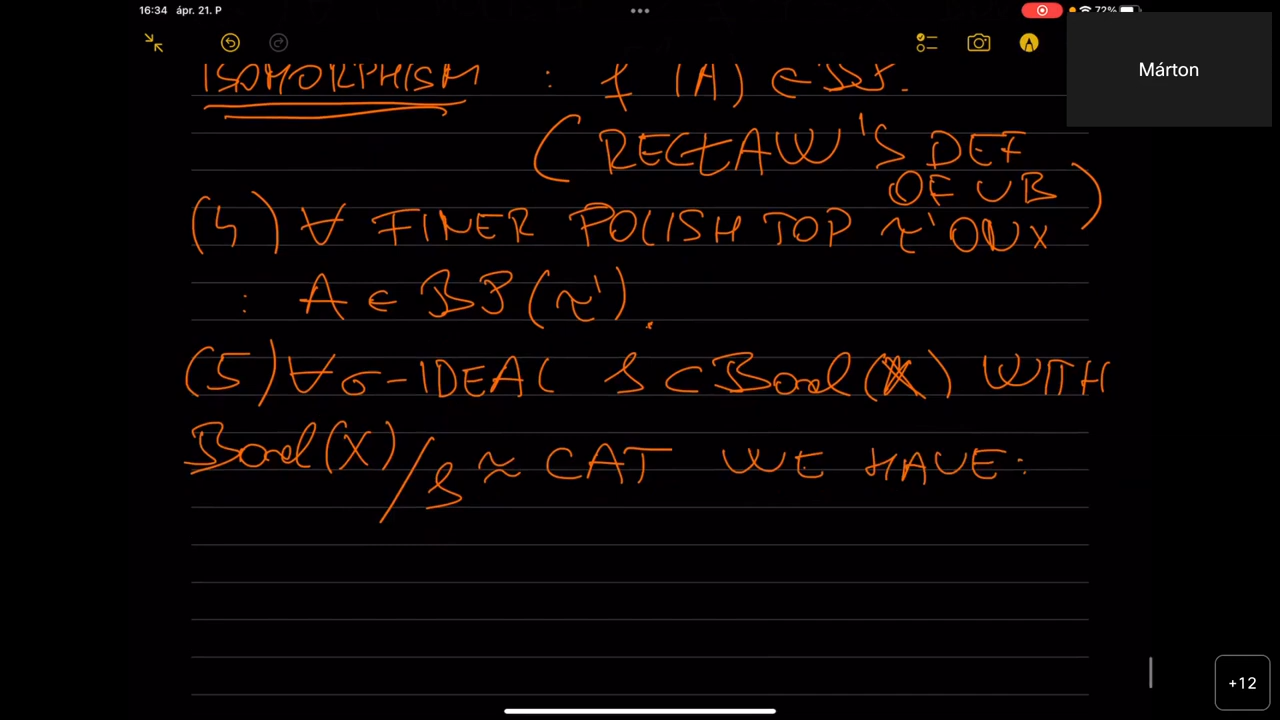 16:34 ápr. 21. P
72%
Márton
ISOMORPHISM : f (A) ∈ BP.
(RECŁAW'S DEF
OF UB)
(4) ∀ FINER POLISH TOP τ' ON X
: A ∈ BP(τ').
(5) ∀ σ-IDEAL I ⊂ Borel(X) WITH
Borel(X)/I ≈ CAT WE HAVE:
+12